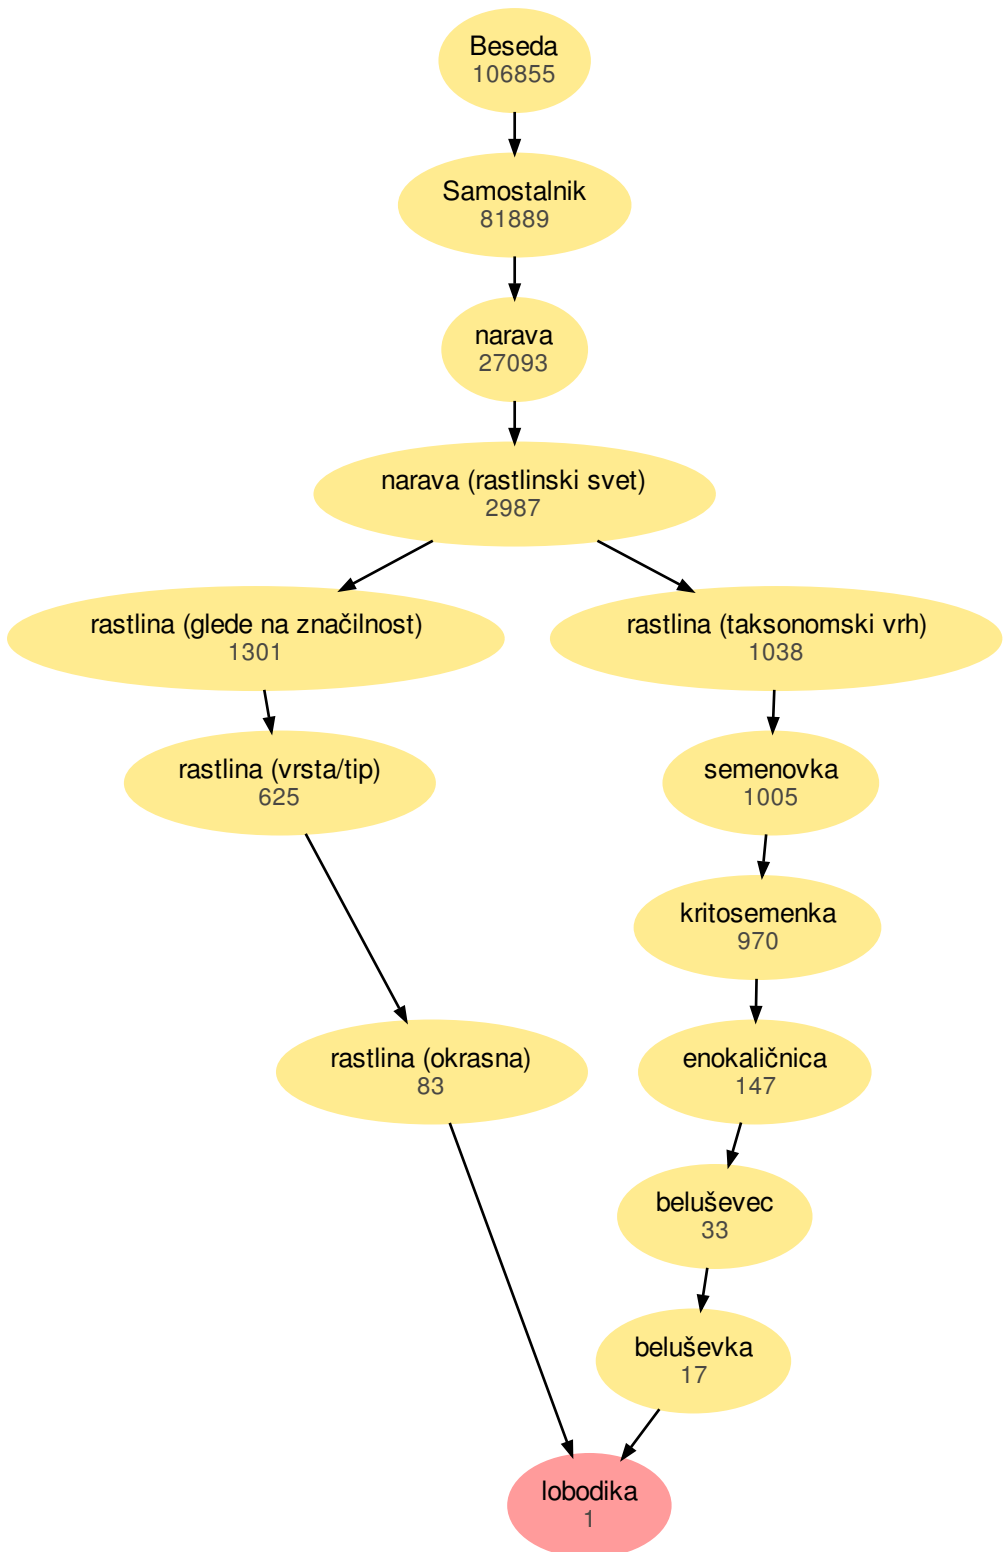 Beseda
106855
Samostalnik
81889
narava
27093
narava (rastlinski svet)
2987
rastlina (glede na značilnost)
1301
rastlina (taksonomski vrh)
1038
rastlina (vrsta/tip)
625
semenovka
1005
kritosemenka
970
rastlina (okrasna)
83
enokaličnica
147
beluševec
33
beluševka
17
lobodika
1